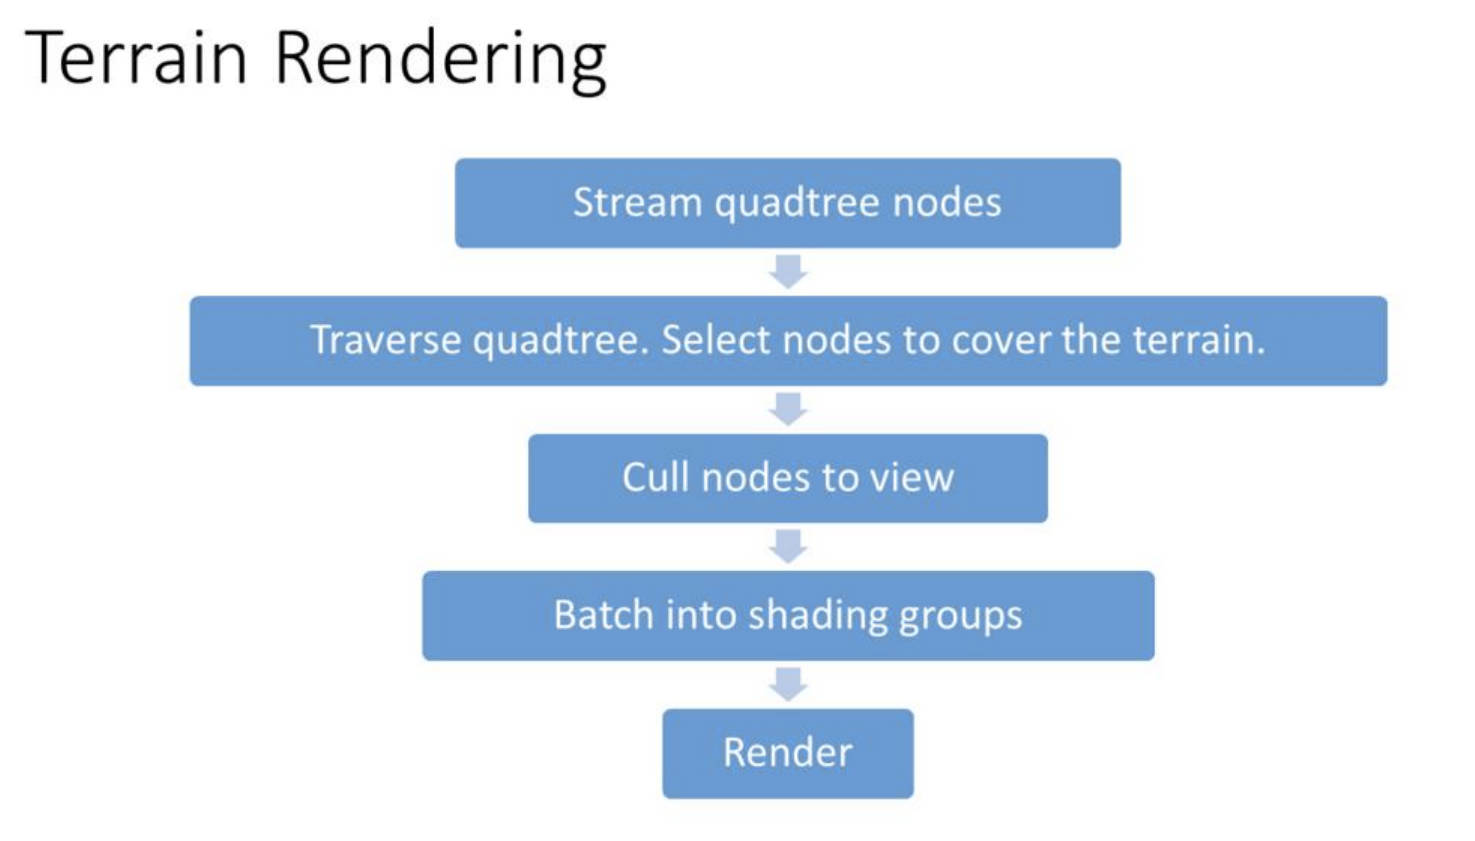 Terrain Rendering
Stream quadtree nodes
Traverse quadtree. Select nodes to cover the terrain.
Cull nodes to view
Batch into shading groups
Render